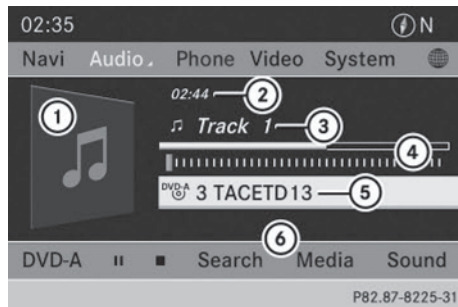 02:35 N
Navi Audio Phone Video System
1
02:44 2
Track 1 3
4
DVD-A 3 TACETD13 5
6
DVD-A Search Media Sound
P82.87-8225-31